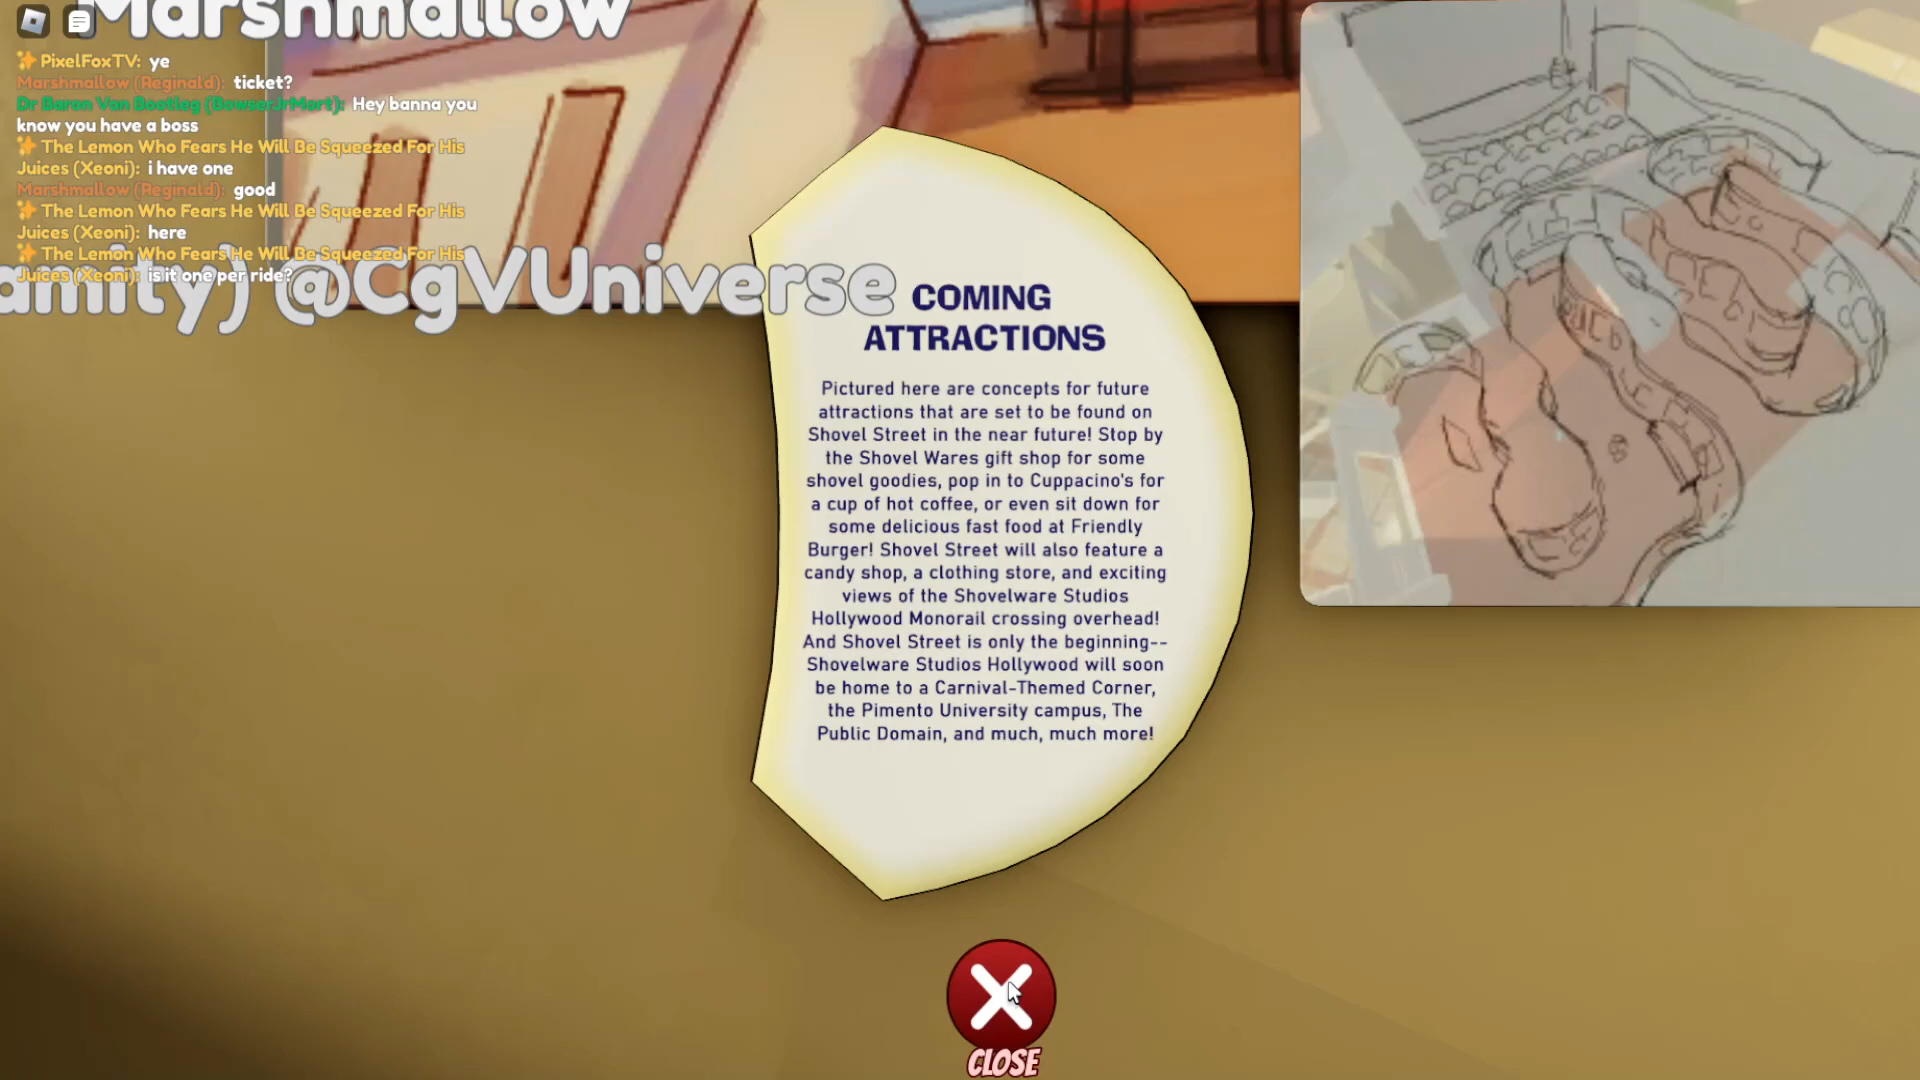 Marshmallow
PixelFoxTV: ye
Marshmallow (Reginald): ticket?
Dr Baron Von Bootleg (BowserJrMart): Hey banna you
know you have a boss
The Lemon Who Fears He Will Be Squeezed For His
Juices (Xeoni): i have one
Marshmallow (Reginald): good
The Lemon Who Fears He Will Be Squeezed For His
Juices (Xeoni): here
The Lemon Who Fears He Will Be Squeezed For His
Juices (Xeoni): is it one per ride?
amity) @CgVUniverse
COMING
ATTRACTIONS
Pictured here are concepts for future
attractions that are set to be found on
Shovel Street in the near future! Stop by
the Shovel Wares gift shop for some
shovel goodies, pop in to Cuppacino's for
a cup of hot coffee, or even sit down for
some delicious fast food at Friendly
Burger! Shovel Street will also feature a
candy shop, a clothing store, and exciting
views of the Shovelware Studios
Hollywood Monorail crossing overhead!
And Shovel Street is only the beginning--
Shovelware Studios Hollywood will soon
be home to a Carnival-Themed Corner,
the Pimento University campus, The
Public Domain, and much, much more!
CLOSE